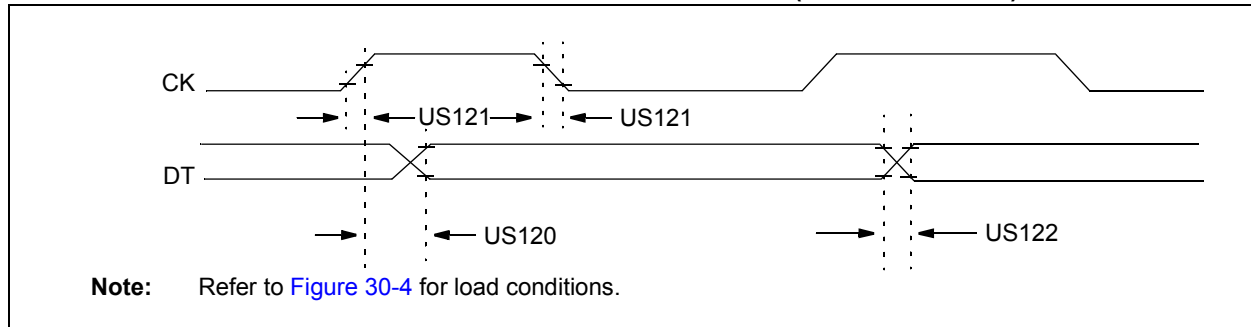 CK
US121
US121
DT
US120
US122
Note: Refer to Figure 30-4 for load conditions.